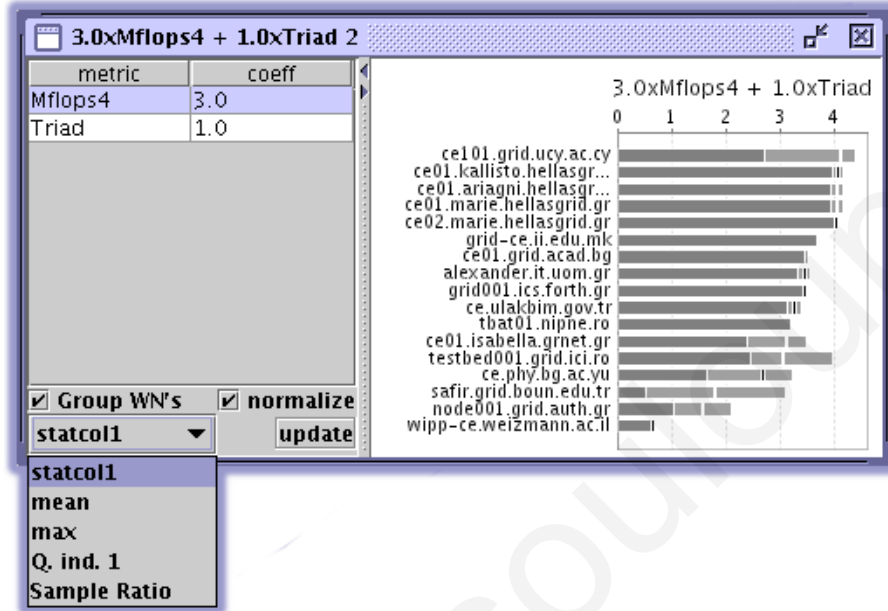 3.0xMflops4 + 1.0xTriad 2
metric coeff
Mflops4 3.0
Triad 1.0
Group WN's normalize
statcol1 update
statcol1
mean
max
Q. ind. 1
Sample Ratio
3.0xMflops4 + 1.0xTriad
0 1 2 3 4
ce101.grid.ucy.ac.cy
ce01.kallisto.hellasgr...
ce01.ariagni.hellasgr...
ce01.marie.hellasgrid.gr
ce02.marie.hellasgrid.gr
grid-ce.ii.edu.mk
ce01.grid.acad.bg
alexander.it.uom.gr
grid001.ics.forth.gr
ce.ulakbim.gov.tr
tbat01.nipne.ro
ce01.isabella.grnet.gr
testbed001.grid.ici.ro
ce.phy.bg.ac.yu
safir.grid.boun.edu.tr
node001.grid.auth.gr
wipp-ce.weizmann.ac.il